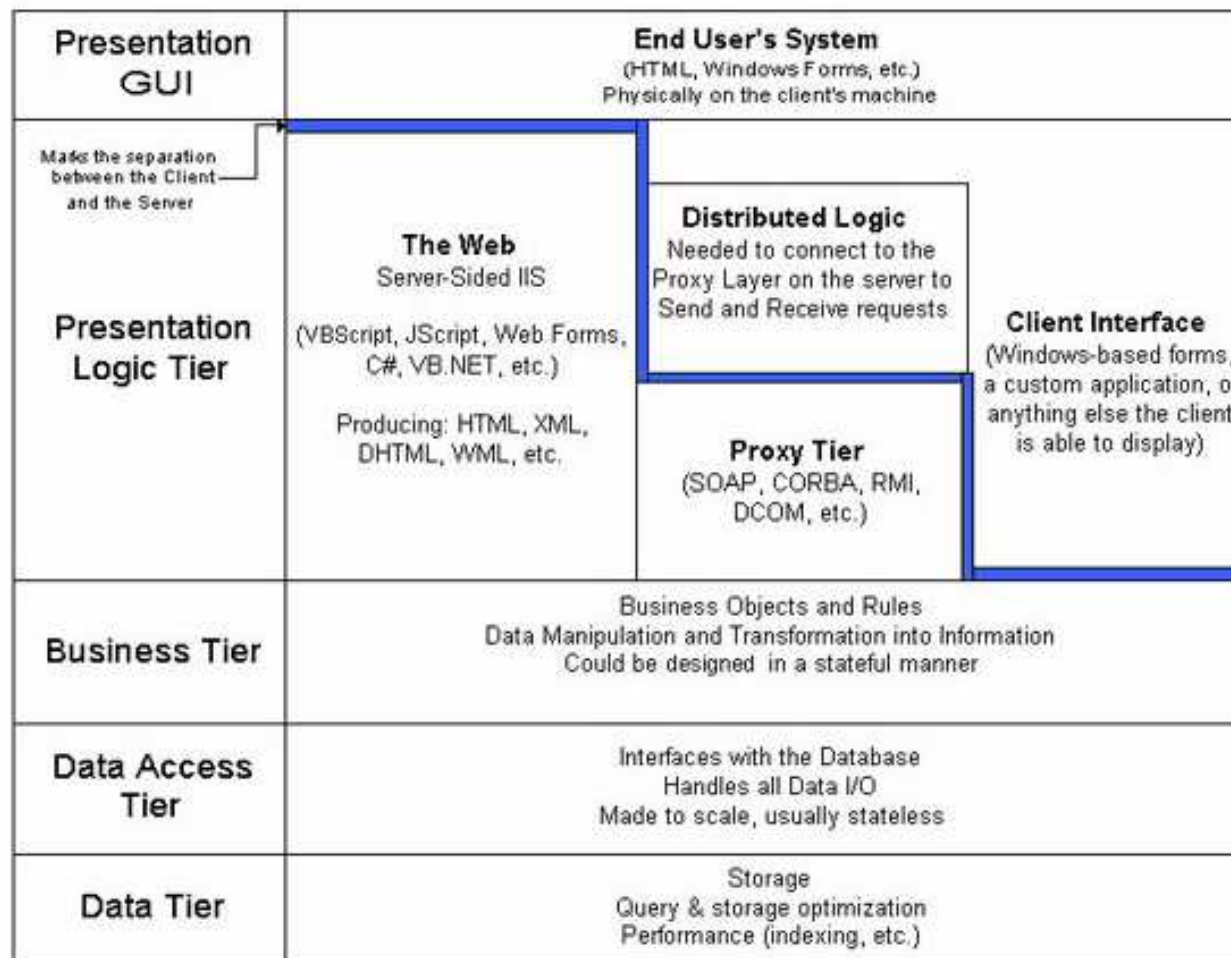 Presentation
GUI
End User's System
(HTML, Windows Forms, etc.)
Physically on the client's machine
Marks the separation
between the Client
and the Server
Presentation
Logic Tier
The Web
Server-Sided IIS
(VBScript, JScript, Web Forms,
C#, VB.NET, etc.)
Producing: HTML, XML,
DHTML, WML, etc.
Distributed Logic
Needed to connect to the
Proxy Layer on the server to
Send and Receive requests
Proxy Tier
(SOAP, CORBA, RMI,
DCOM, etc.)
Client Interface
(Windows-based forms,
a custom application, o
anything else the client
is able to display)
Business Tier
Business Objects and Rules
Data Manipulation and Transformation into Information
Could be designed in a stateful manner
Data Access
Tier
Interfaces with the Database
Handles all Data I/O
Made to scale, usually stateless
Data Tier
Storage
Query & storage optimization
Performance (indexing, etc.)